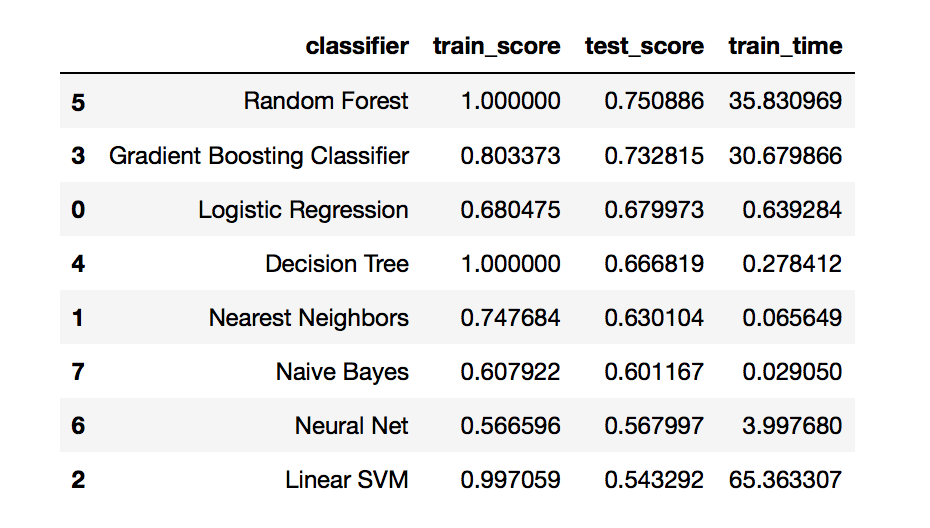 classifier train_score test_score train_time
5 Random Forest 1.000000 0.750886 35.830969
3 Gradient Boosting Classifier 0.803373 0.732815 30.679866
0 Logistic Regression 0.680475 0.679973 0.639284
4 Decision Tree 1.000000 0.666819 0.278412
1 Nearest Neighbors 0.747684 0.630104 0.065649
7 Naive Bayes 0.607922 0.601167 0.029050
6 Neural Net 0.566596 0.567997 3.997680
2 Linear SVM 0.997059 0.543292 65.363307